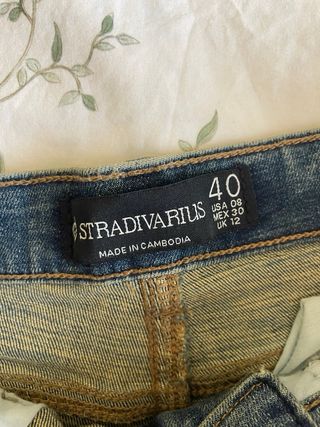 STRADIVARIUS
MADE IN CAMBODIA
40
USA 08
MEX 30
UK 12